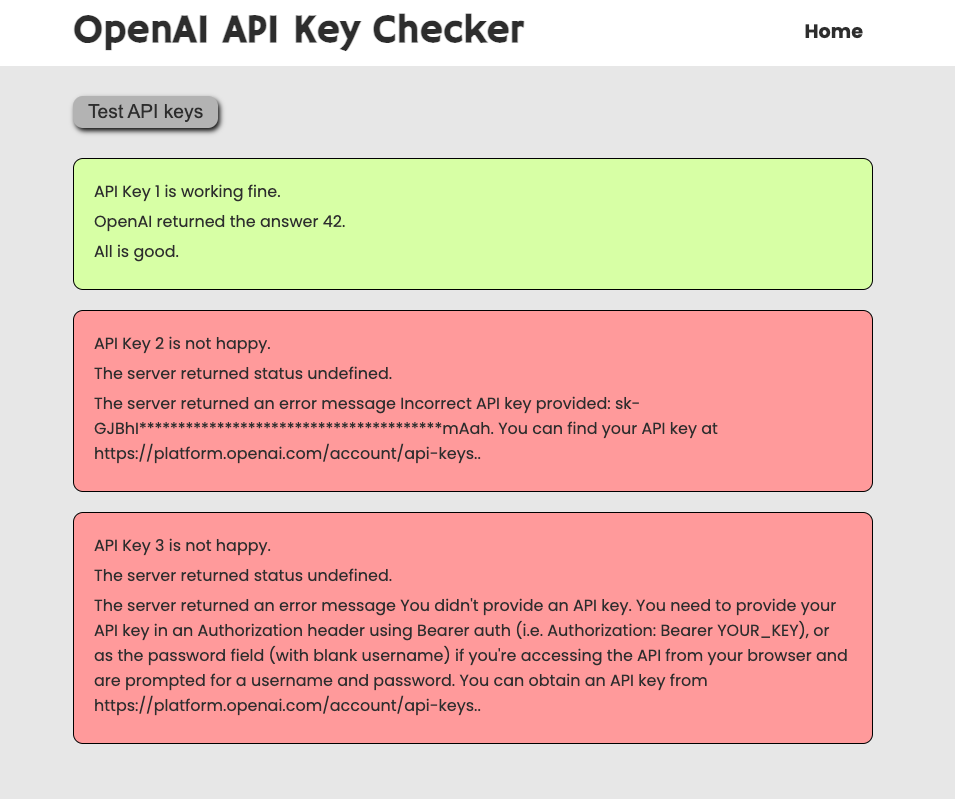 OpenAI API Key Checker
Home
Test API keys
API Key 1 is working fine.
OpenAI returned the answer 42.
All is good.
API Key 2 is not happy.
The server returned status undefined.
The server returned an error message Incorrect API key provided: sk-
GJBhI***************************************mAah. You can find your API key at
https://platform.openai.com/account/api-keys..
API Key 3 is not happy.
The server returned status undefined.
The server returned an error message You didn't provide an API key. You need to provide your
API key in an Authorization header using Bearer auth (i.e. Authorization: Bearer YOUR_KEY), or
as the password field (with blank username) if you're accessing the API from your browser and
are prompted for a username and password. You can obtain an API key from
https://platform.openai.com/account/api-keys..